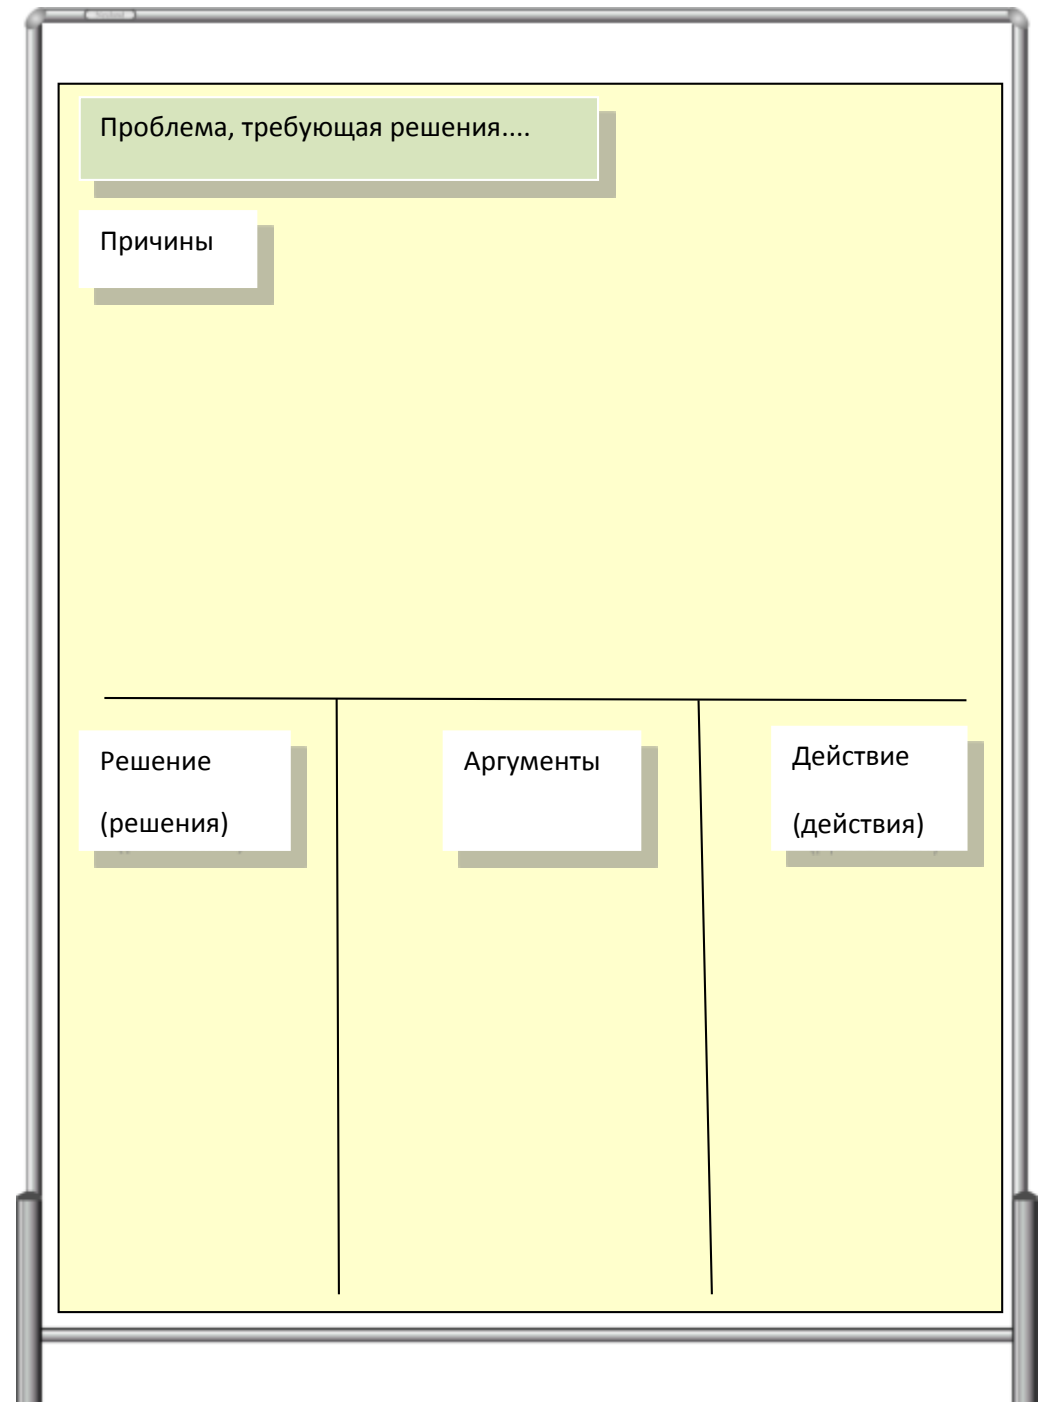 Проблема, требующая решения....
Причины
Решение
(решения)
Аргументы
Действие
(действия)